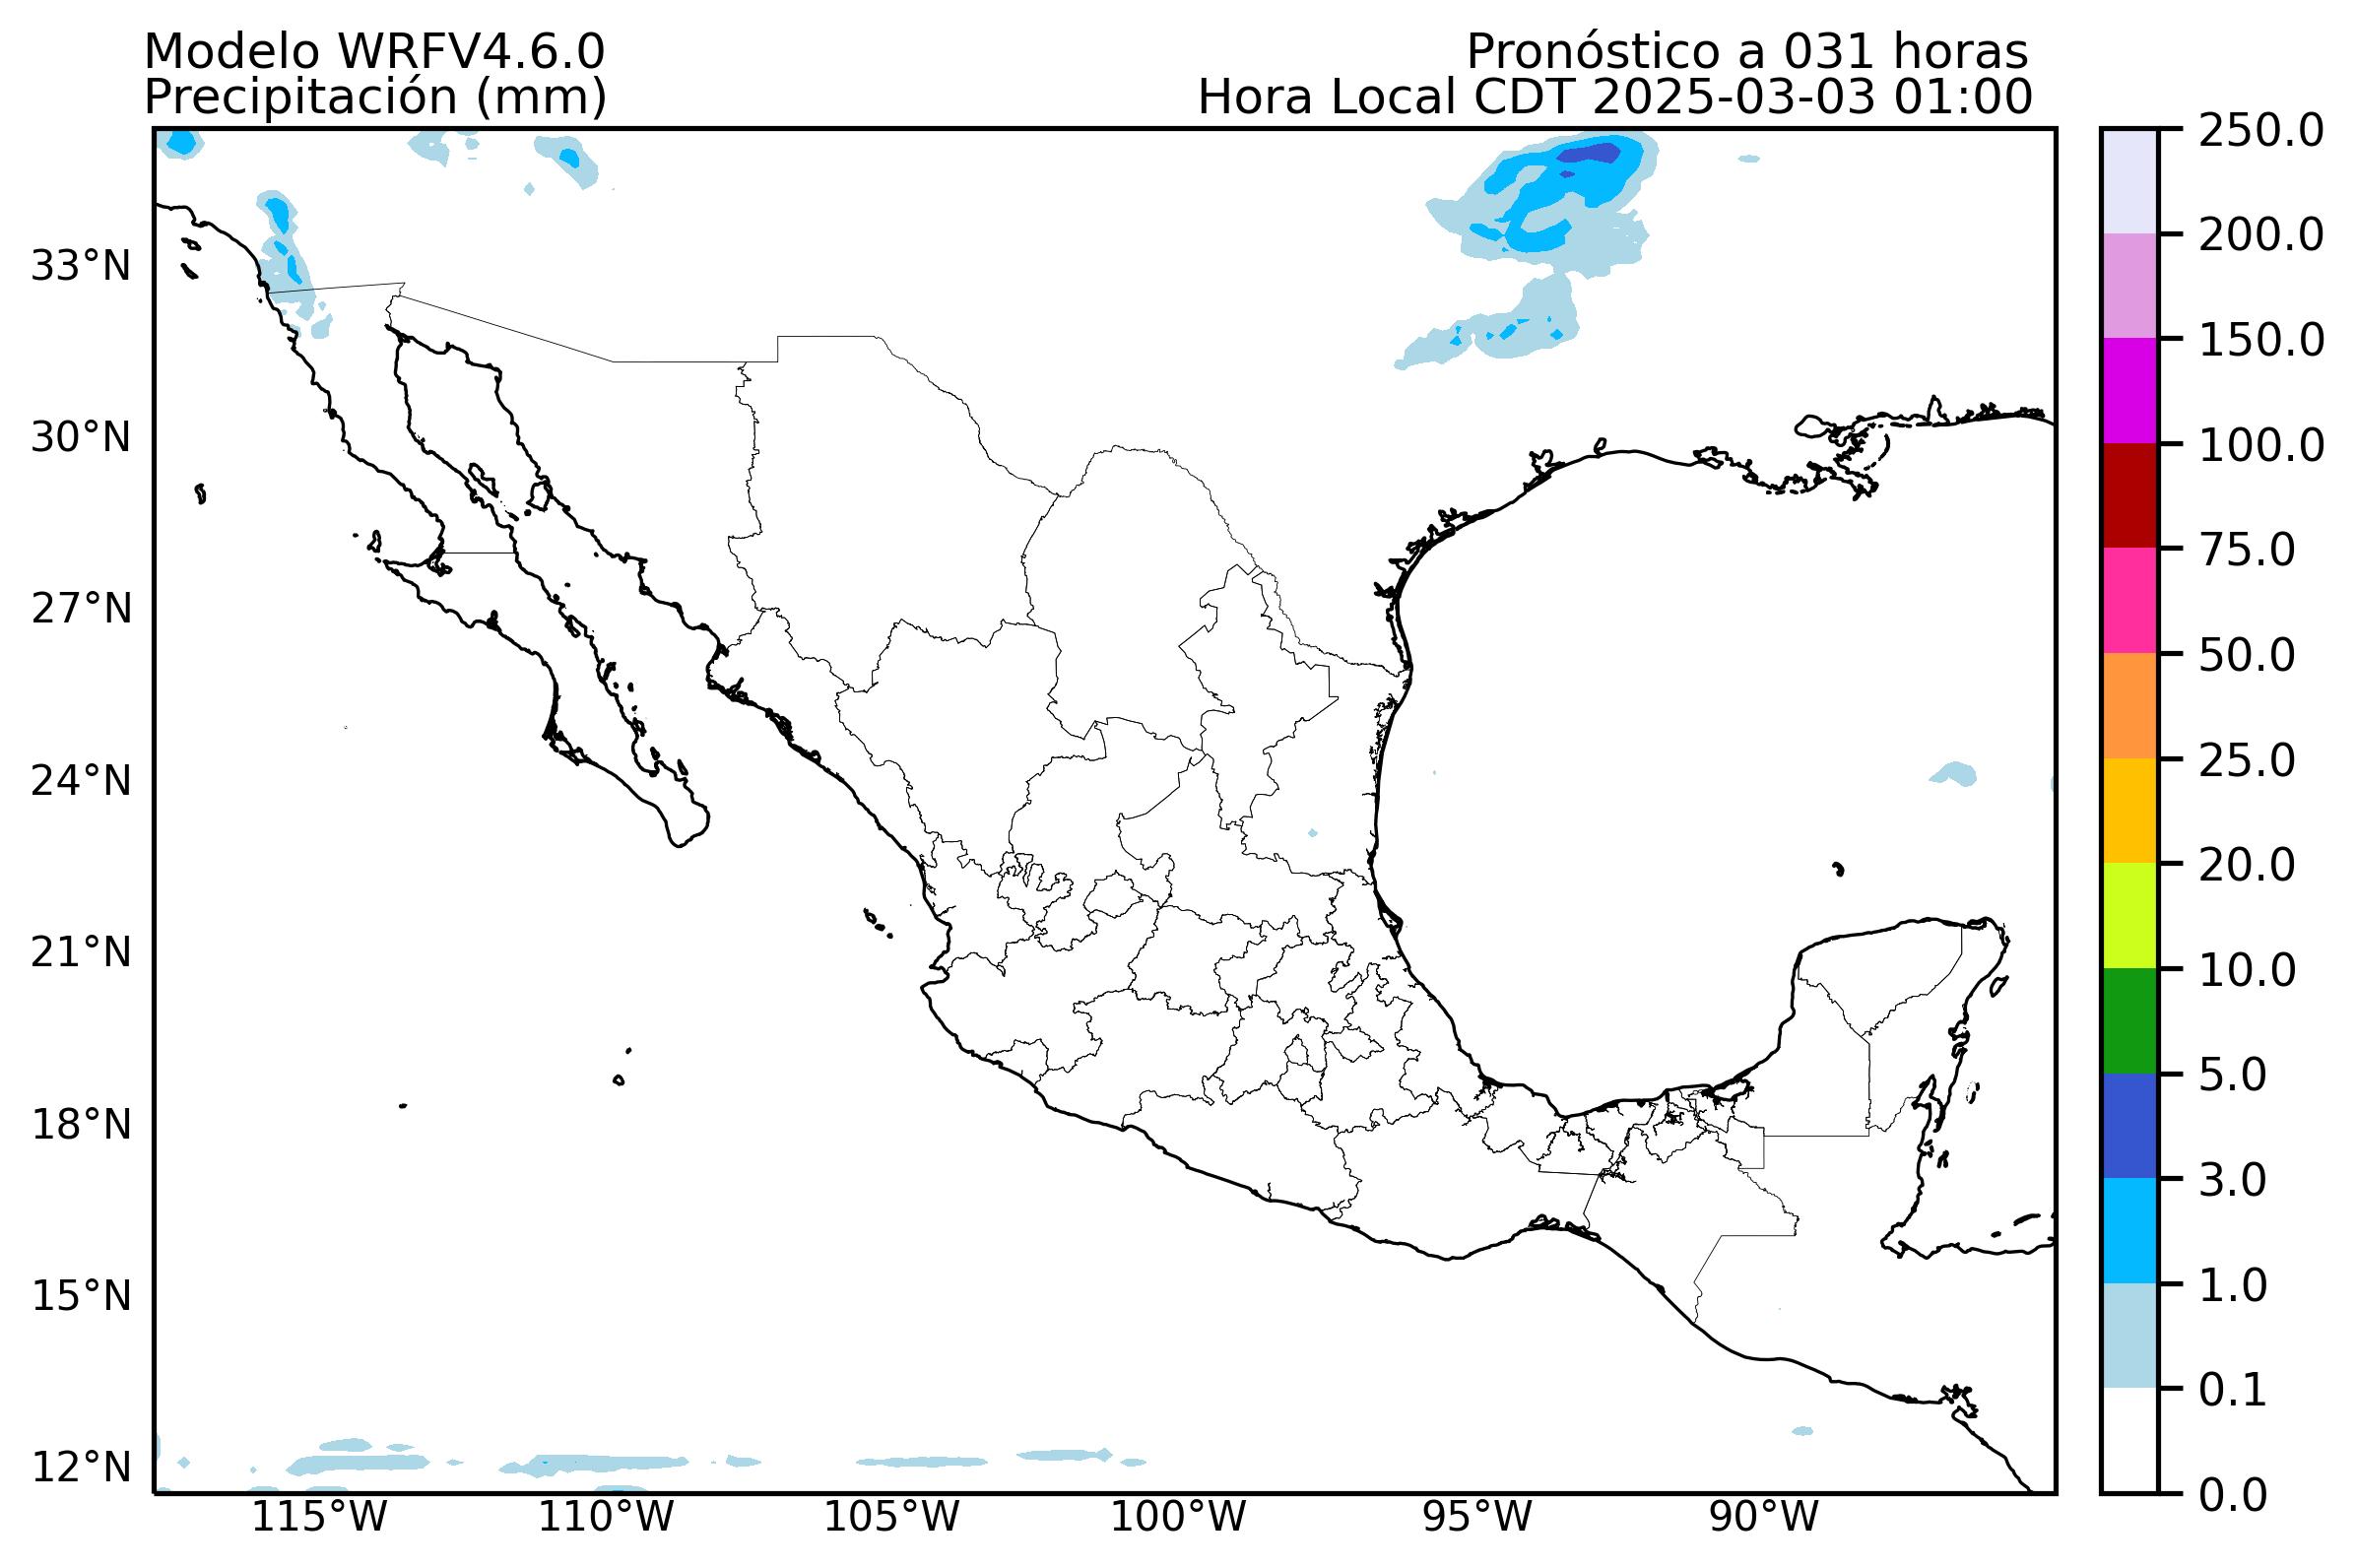 Modelo WRFV4.6.0
Precipitación (mm)
Pronóstico a 031 horas
Hora Local CDT 2025-03-03 01:00
33°N
30°N
27°N
24°N
21°N
18°N
15°N
12°N
115°W
110°W
105°W
100°W
95°W
90°W
250.0
200.0
150.0
100.0
75.0
50.0
25.0
20.0
10.0
5.0
3.0
1.0
0.1
0.0